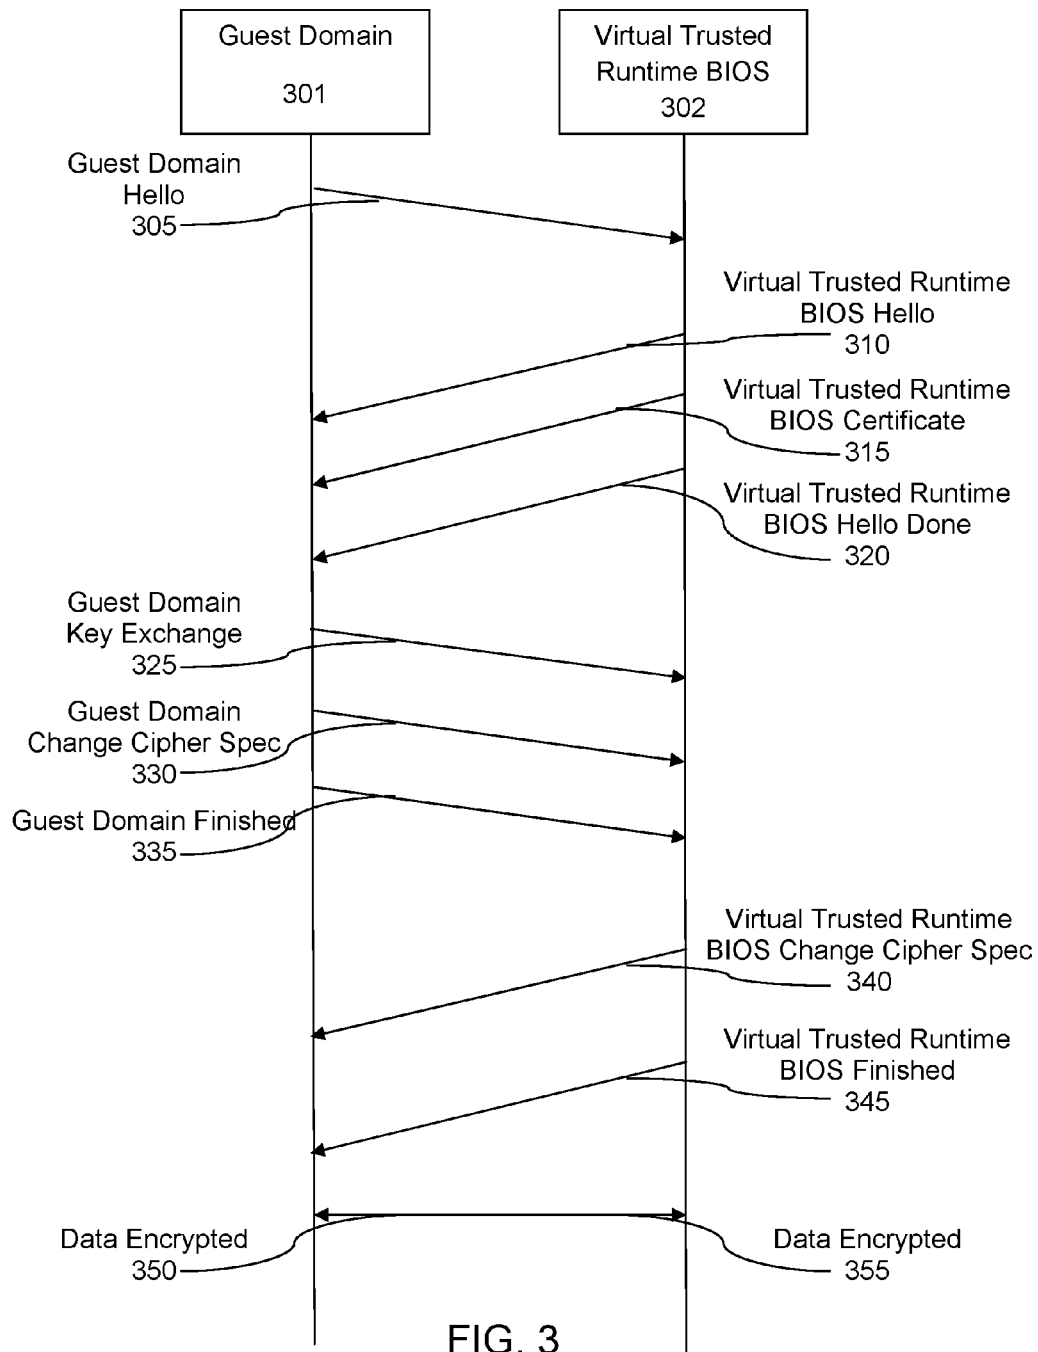 Guest Domain
301
Virtual Trusted
Runtime BIOS
302
Guest Domain
Hello
305
Virtual Trusted Runtime
BIOS Hello
310
Virtual Trusted Runtime
BIOS Certificate
315
Virtual Trusted Runtime
BIOS Hello Done
320
Guest Domain
Key Exchange
325
Guest Domain
Change Cipher Spec
330
Guest Domain Finished
335
Virtual Trusted Runtime
BIOS Change Cipher Spec
340
Virtual Trusted Runtime
BIOS Finished
345
Data Encrypted
350
Data Encrypted
355
FIG. 3